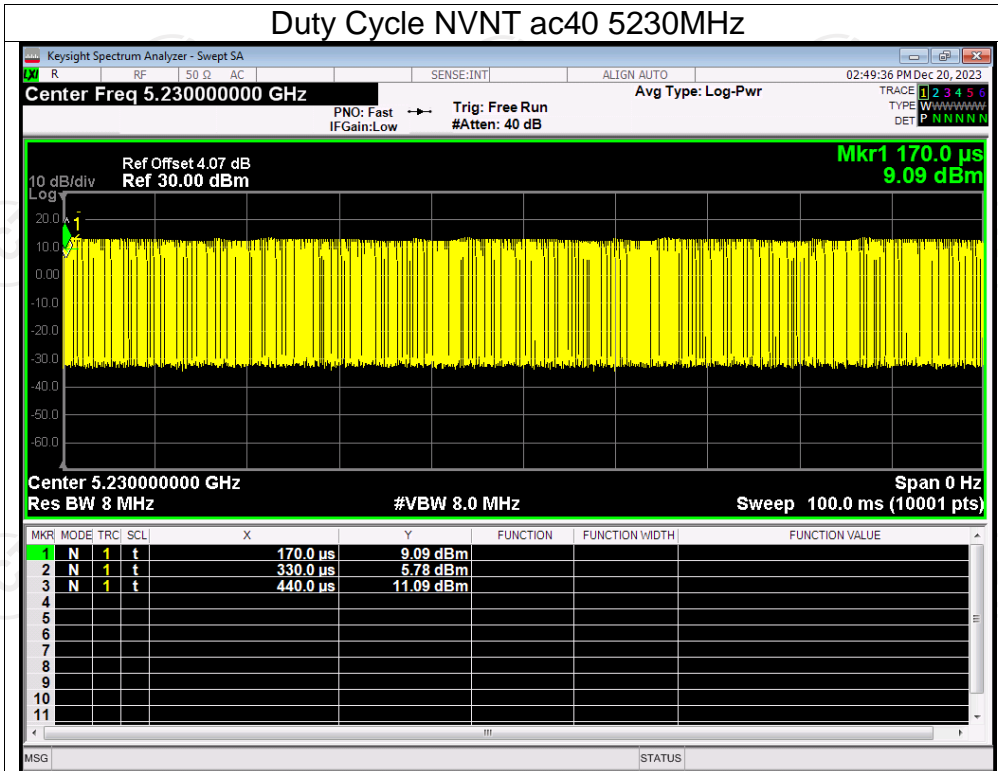 Duty Cycle NVNT ac40 5230MHz
Keysight Spectrum Analyzer - Swept SA
LXI R RF 50 Ω AC SENSE:INT ALIGN AUTO 02:49:36 PM Dec 20, 2023
Center Freq 5.230000000 GHz Avg Type: Log-Pwr TRACE 1 2 3 4 5 6
PNO: Fast Trig: Free Run TYPE WWWWWW
IFGain:Low #Atten: 40 dB DET P N N N N N
Mkr1 170.0 µs
Ref Offset 4.07 dB
10 dB/div Ref 30.00 dBm 9.09 dBm
Log
20.0
1
10.0
0.00
-10.0
-20.0
-30.0
-40.0
-50.0
-60.0
Center 5.230000000 GHz Span 0 Hz
Res BW 8 MHz #VBW 8.0 MHz Sweep 100.0 ms (10001 pts)
MKR MODE TRC SCL X Y FUNCTION FUNCTION WIDTH FUNCTION VALUE
1 N 1 t 170.0 µs 9.09 dBm
2 N 1 t 330.0 µs 5.78 dBm
3 N 1 t 440.0 µs 11.09 dBm
4
5
6
7
8
9
10
11
MSG STATUS